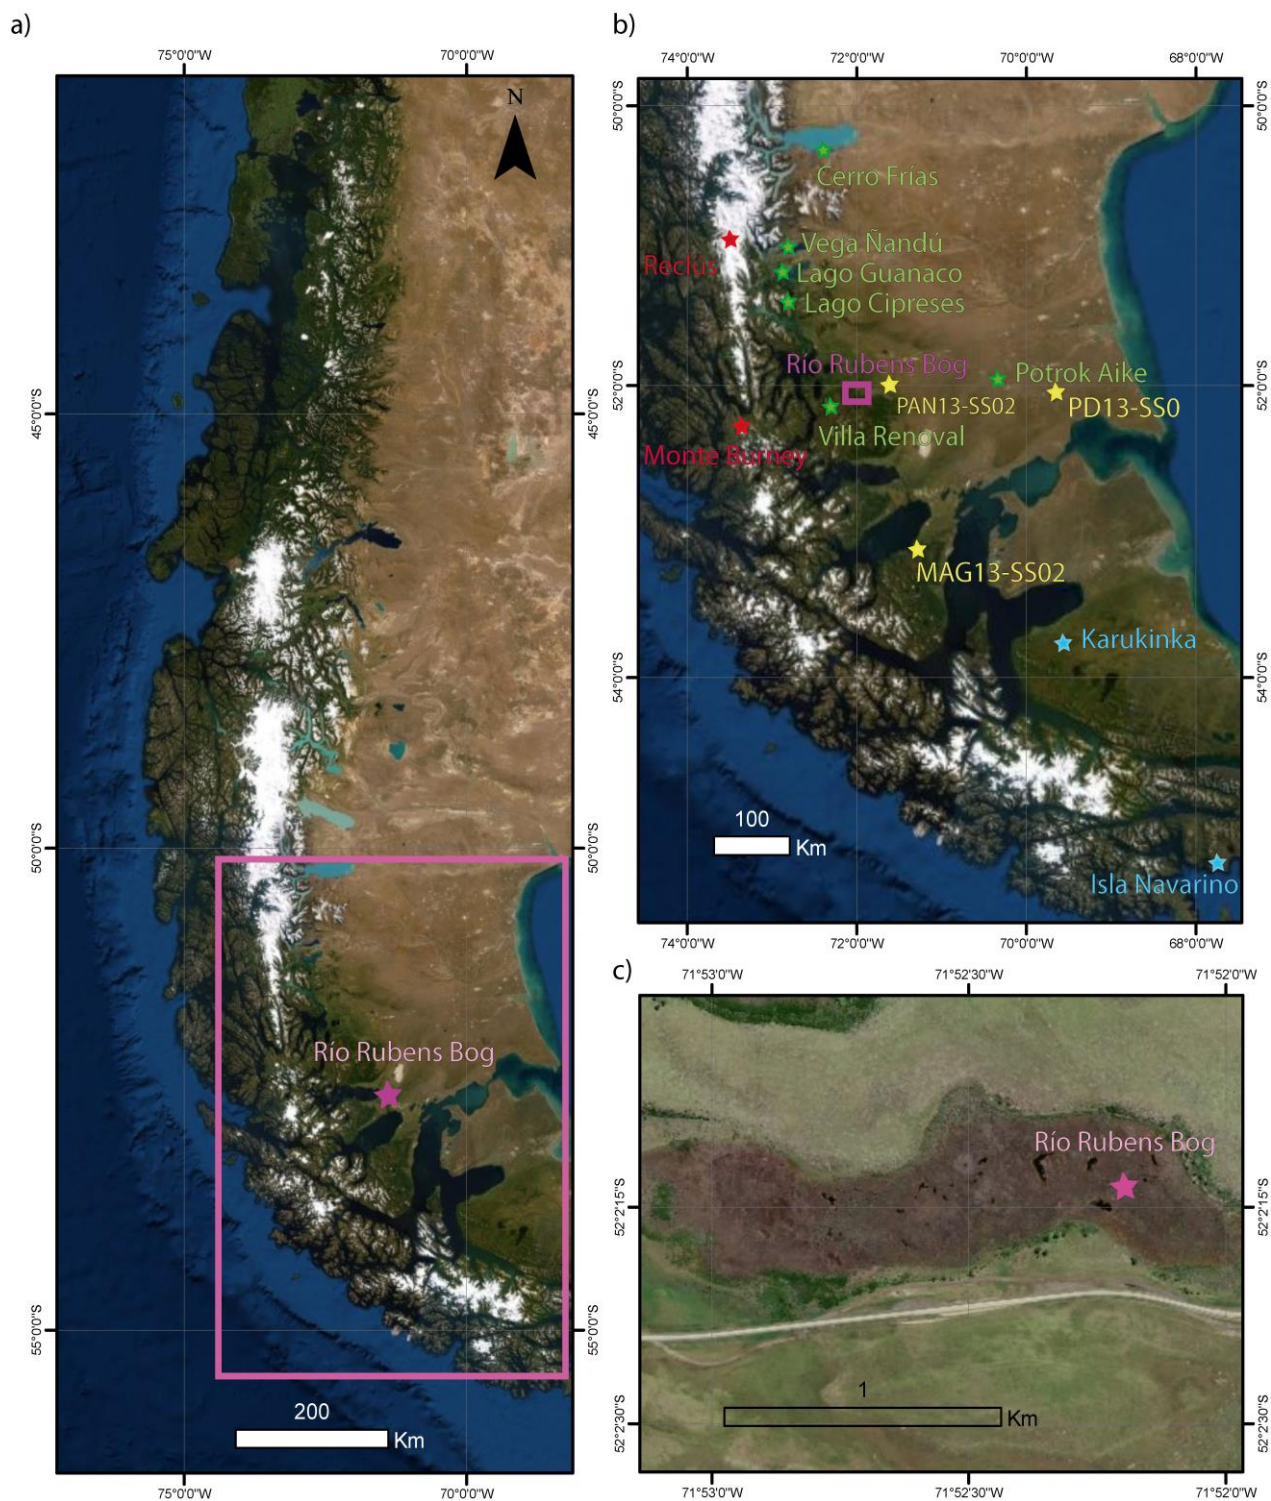 a)
75°0'0"W
70°0'0"W
N
45°0'0"S
45°0'0"S
50°0'0"S
50°0'0"S
Río Rubens Bog
55°0'0"S
55°0'0"S
200
Km
75°0'0"W
70°0'0"W
b)
74°0'0"W
72°0'0"W
70°0'0"W
68°0'0"W
50°0'0"S
50°0'0"S
Cerro Frías
Vega Ñandú
Reclus
Lago Guanaco
Lago Cipreses
Río Rubens Bog
Potrok Aike
52°0'0"S
52°0'0"S
PAN13-SS02
PD13-SS0
Villa Renoval
Monte Burney
MAG13-SS02
Karukinka
54°0'0"S
54°0'0"S
100
Km
Isla Navarino
74°0'0"W
72°0'0"W
70°0'0"W
68°0'0"W
c)
71°53'0"W
71°52'30"W
71°52'0"W
Río Rubens Bog
52°2'15"S
52°2'15"S
1
Km
52°2'30"S
52°2'30"S
71°53'0"W
71°52'30"W
71°52'0"W